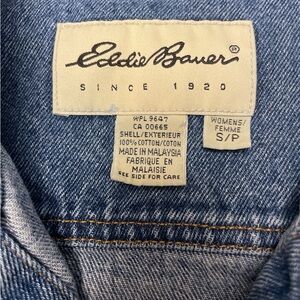 Eddie Bauer®
SINCE 1920
WPL 9647
CA 00665
SHELL/EXTERIEUR
100% COTTON/COTON
MADE IN MALAYSIA
FABRIQUE EN
MALAISIE
SEE SIDE FOR CARE
WOMENS/
FEMME
S/P